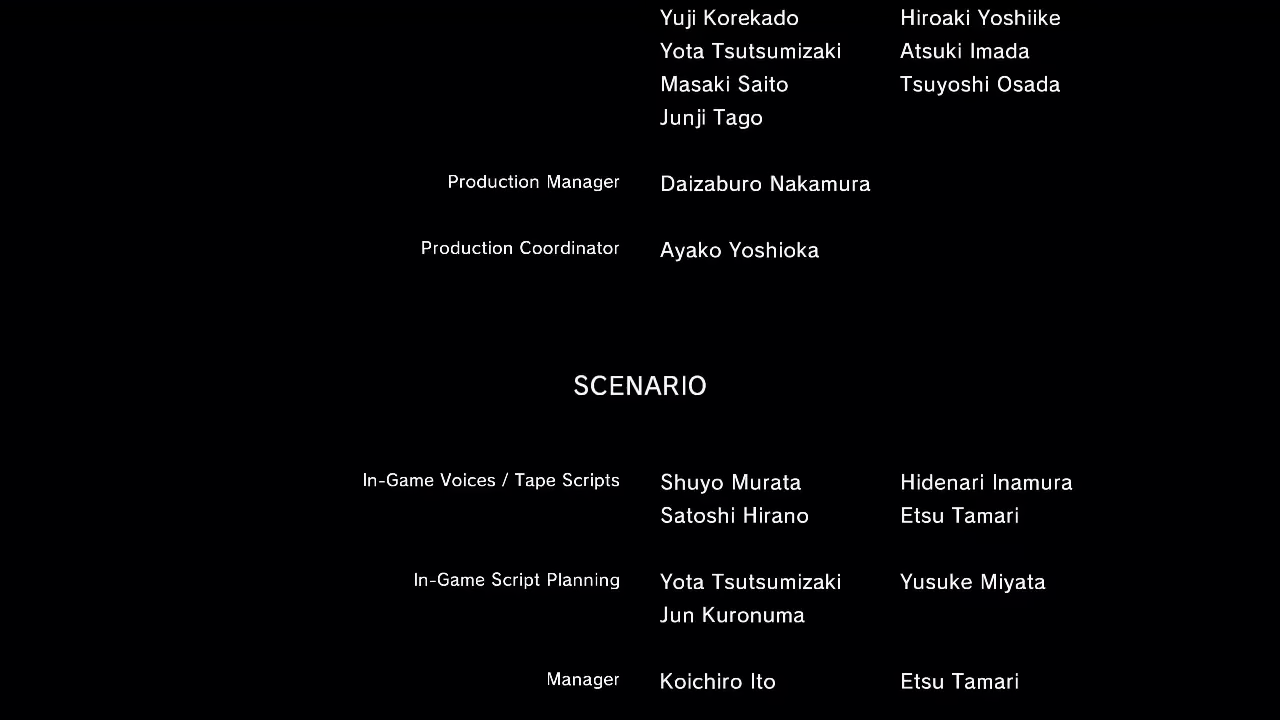 Yuji Korekado Hiroaki Yoshiike
Yota Tsutsumizaki Atsuki Imada
Masaki Saito Tsuyoshi Osada
Junji Tago
Production Manager Daizaburo Nakamura
Production Coordinator Ayako Yoshioka
SCENARIO
In-Game Voices / Tape Scripts Shuyo Murata Hidenari Inamura
Satoshi Hirano Etsu Tamari
In-Game Script Planning Yota Tsutsumizaki Yusuke Miyata
Jun Kuronuma
Manager Koichiro Ito Etsu Tamari